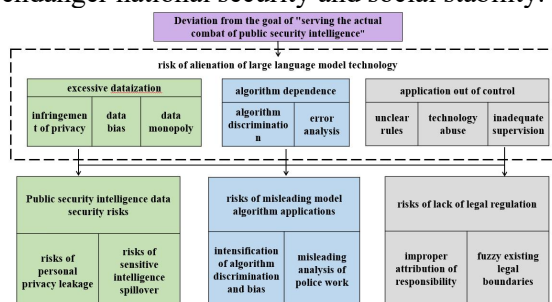 endanger national security and social stability.
Deviation from the goal of "serving the actual
combat of public security intelligence"
risk of alienation of large language model technology
excessive dataization
infringemen
t of privacy
data
bias
data
monopoly
algorithm dependence
algorithm
discriminatio
n
error
analysis
application out of control
unclear
rules
technology
abuse
inadequate
supervision
Public security intelligence data
security risks
risks of
personal
privacy leakage
risks of
sensitive
intelligence
spillover
risks of misleading model
algorithm applications
intensification
of algorithm
discrimination
and bias
misleading
analysis of
police work
risks of lack of legal regulation
improper
attribution of
responsibility
fuzzy existing
legal
boundaries